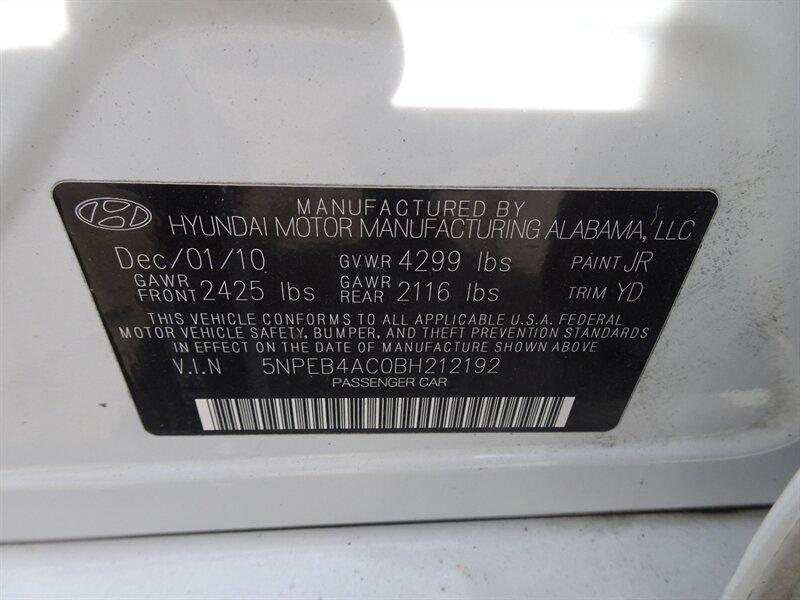 MANUFACTURED BY
HYUNDAI MOTOR MANUFACTURING ALABAMA, LLC
Dec/01/10 GVWR 4299 lbs PAINT JR
GAWR FRONT 2425 lbs GAWR REAR 2116 lbs TRIM YD
THIS VEHICLE CONFORMS TO ALL APPLICABLE U.S.A. FEDERAL
MOTOR VEHICLE SAFETY, BUMPER, AND THEFT PREVENTION STANDARDS
IN EFFECT ON THE DATE OF MANUFACTURE SHOWN ABOVE
V.I.N 5NPEB4AC0BH212192
PASSENGER CAR